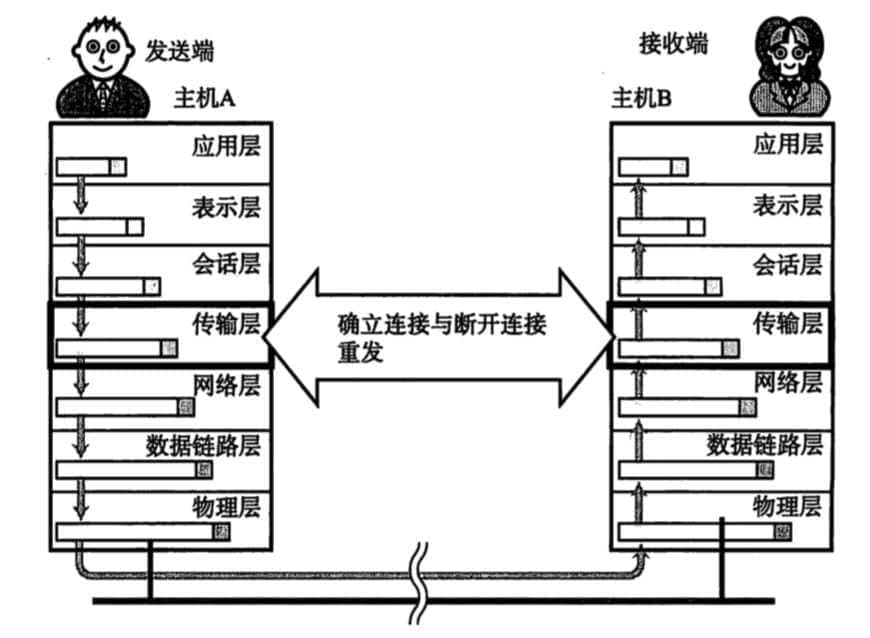 发送端
主机A
应用层
表示层
会话层
传输层
网络层
数据链路层
物理层
确立连接与断开连接
重发
接收端
主机B
应用层
表示层
会话层
传输层
网络层
数据链路层
物理层